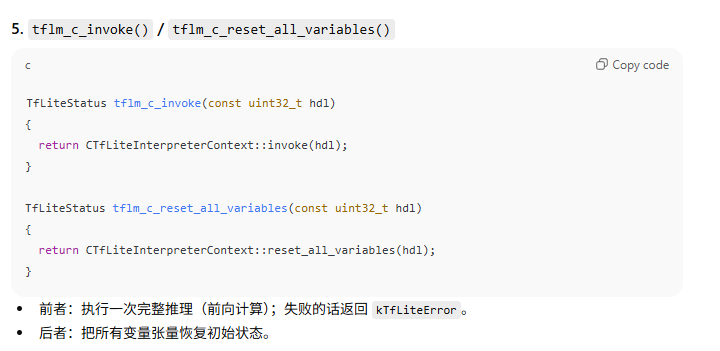 5. tflm_c_invoke() / tflm_c_reset_all_variables()
c
Copy code
TfLiteStatus tflm_c_invoke(const uint32_t hdl)
{
  return CTfLiteInterpreterContext::invoke(hdl);
}
TfLiteStatus tflm_c_reset_all_variables(const uint32_t hdl)
{
  return CTfLiteInterpreterContext::reset_all_variables(hdl);
}
• 前者：执行一次完整推理（前向计算）；失败的话返回 kTfLiteError。
• 后者：把所有变量张量恢复初始状态。